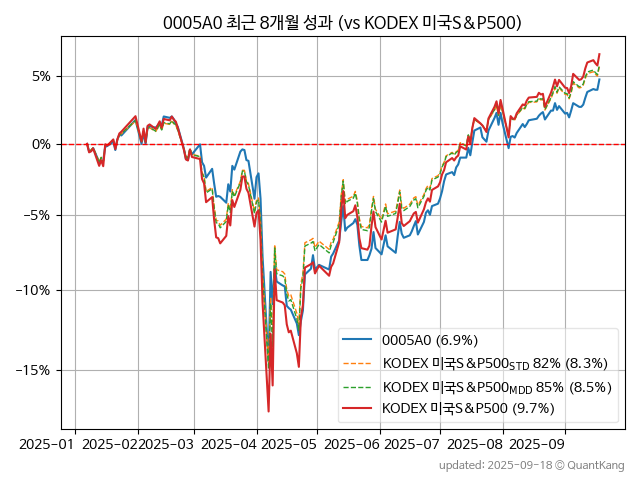 0005A0 최근 8개월 성과 (vs KODEX 미국S&P500)
5%
0%
−5%
−10%
−15%
0005A0 (6.9%)
KODEX 미국S&P500STD 82% (8.3%)
KODEX 미국S&P500MDD 85% (8.5%)
KODEX 미국S&P500 (9.7%)
2025-01 2025-02 2025-03 2025-04 2025-05 2025-06 2025-07 2025-08 2025-09
updated: 2025-09-18 © QuantKang